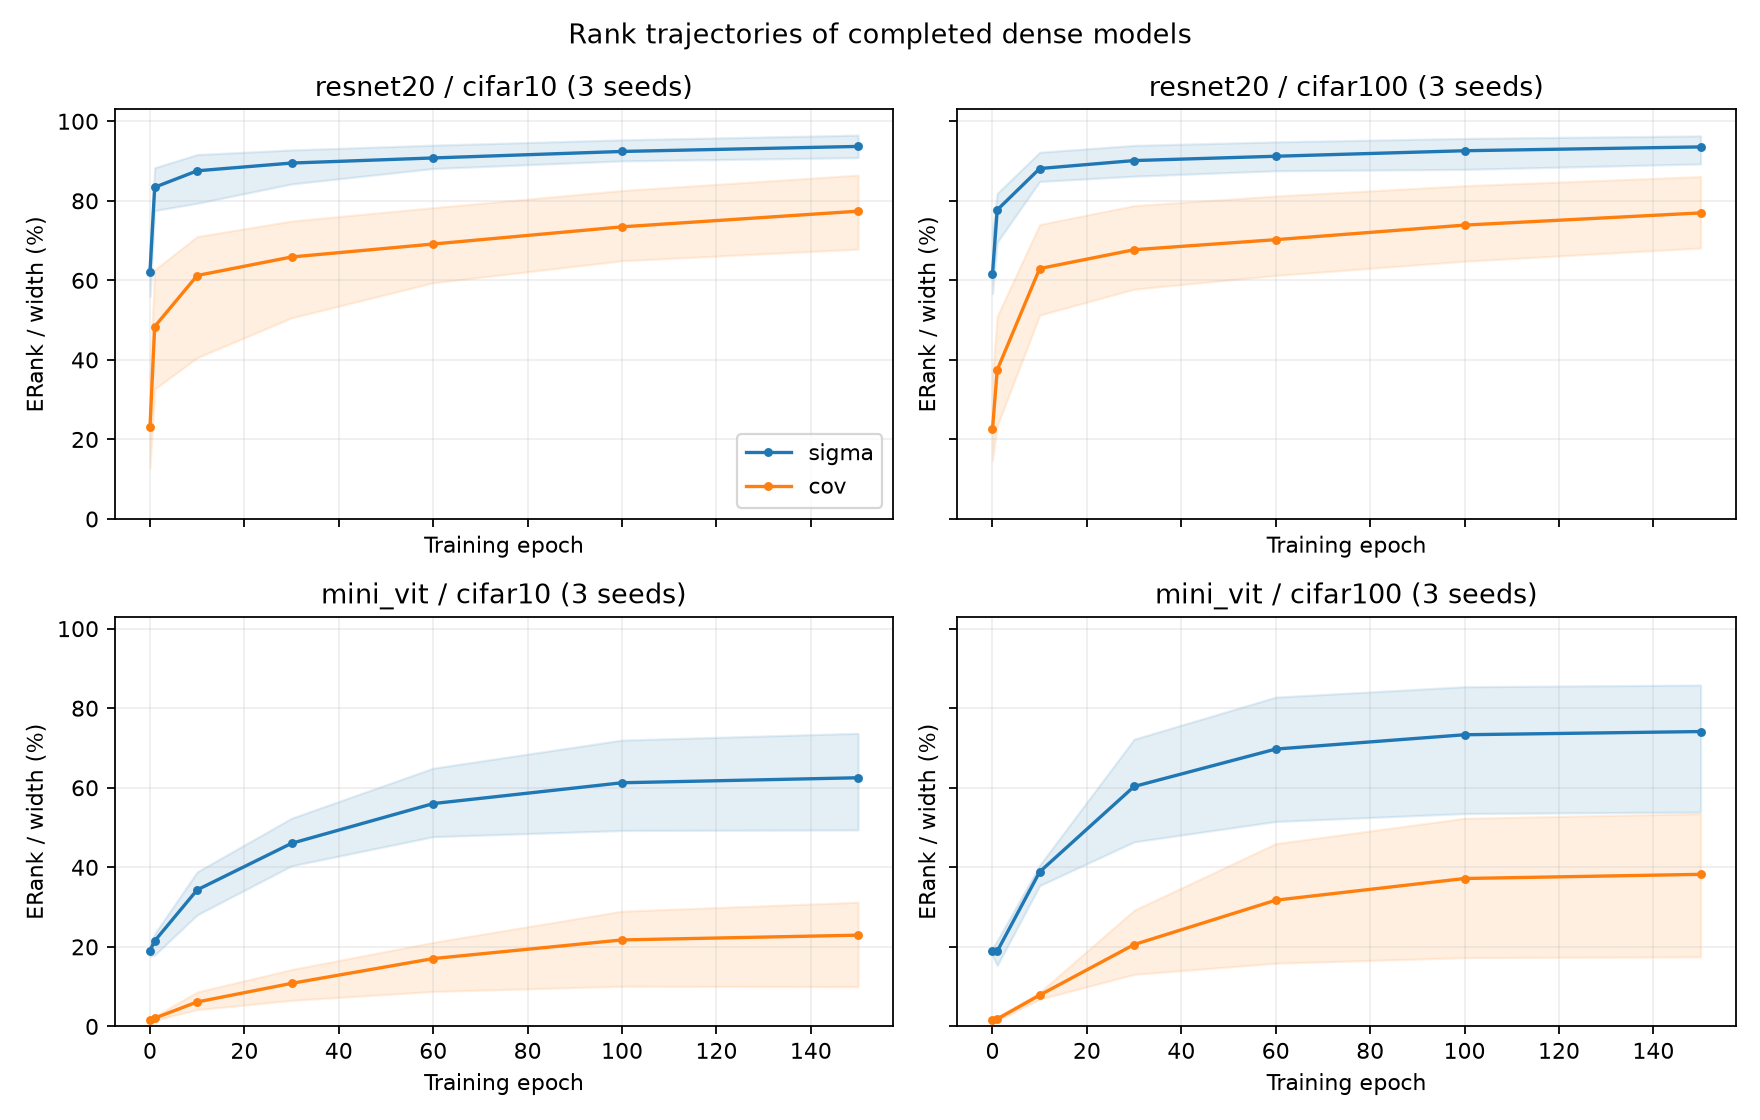 Rank trajectories of completed dense models
resnet20 / cifar10 (3 seeds)
resnet20 / cifar100 (3 seeds)
ERank / width (%)
100
80
60
40
20
0
sigma
cov
Training epoch
ERank / width (%)
Training epoch
mini_vit / cifar10 (3 seeds)
mini_vit / cifar100 (3 seeds)
ERank / width (%)
100
80
60
40
20
0
0 20 40 60 80 100 120 140
Training epoch
ERank / width (%)
0 20 40 60 80 100 120 140
Training epoch